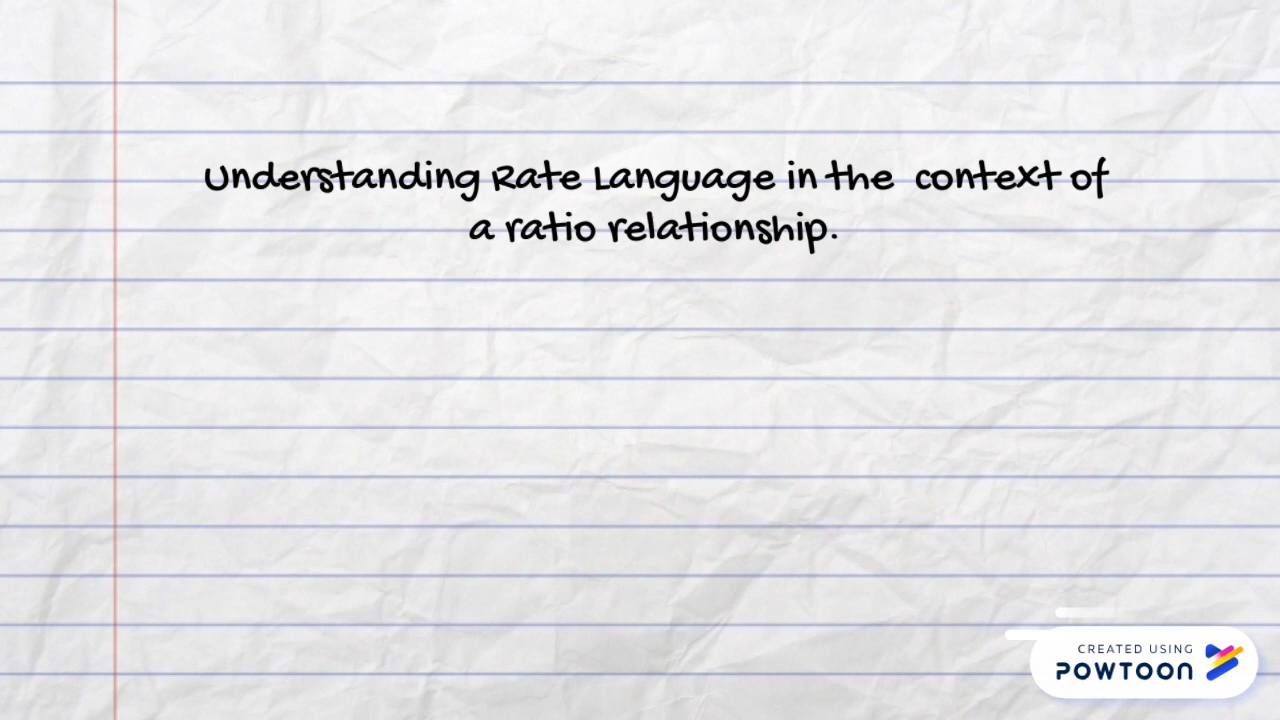 Understanding Rate Language in the context of
a ratio relationship.
CREATED USING
POWTOON